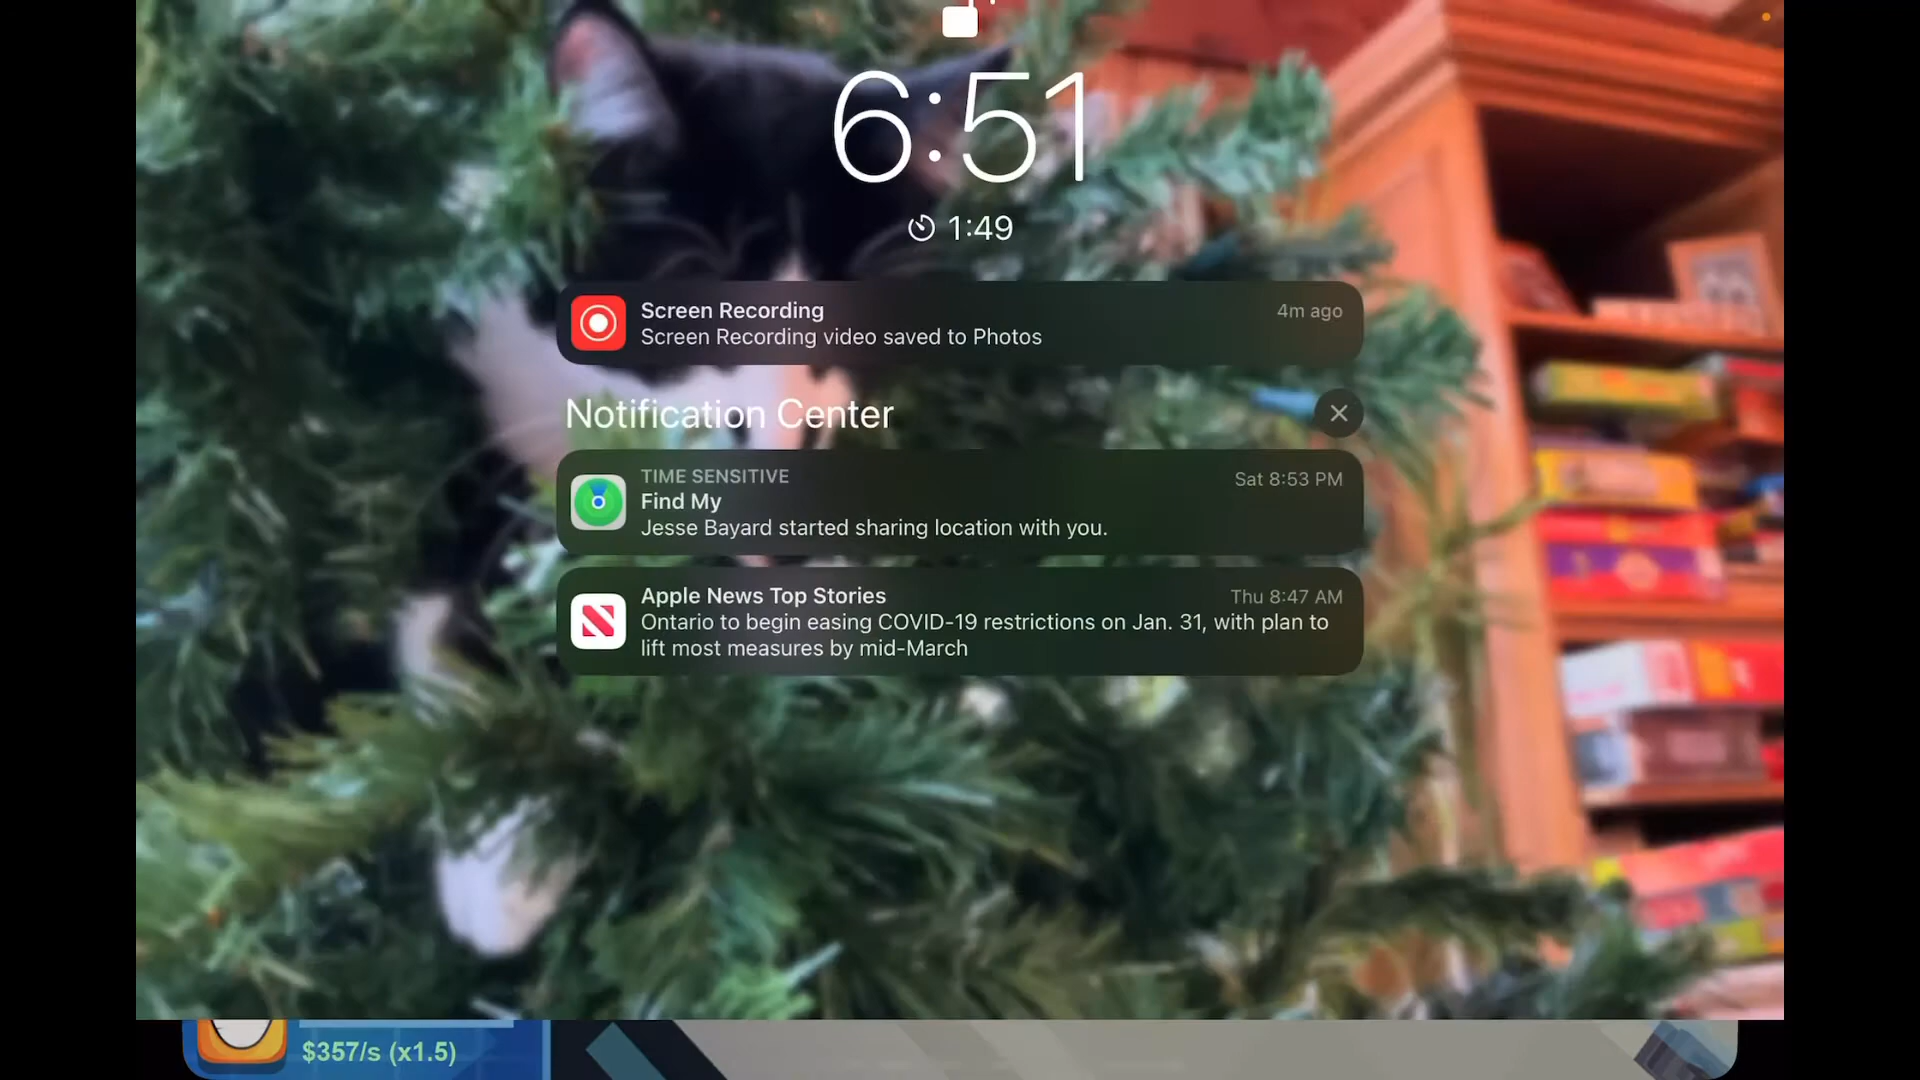 6:51
1:49
Screen Recording
4m ago
Screen Recording video saved to Photos
Notification Center
TIME SENSITIVE
Sat 8:53 PM
Find My
Jesse Bayard started sharing location with you.
Apple News Top Stories
Thu 8:47 AM
Ontario to begin easing COVID-19 restrictions on Jan. 31, with plan to
lift most measures by mid-March
$357/s (x1.5)